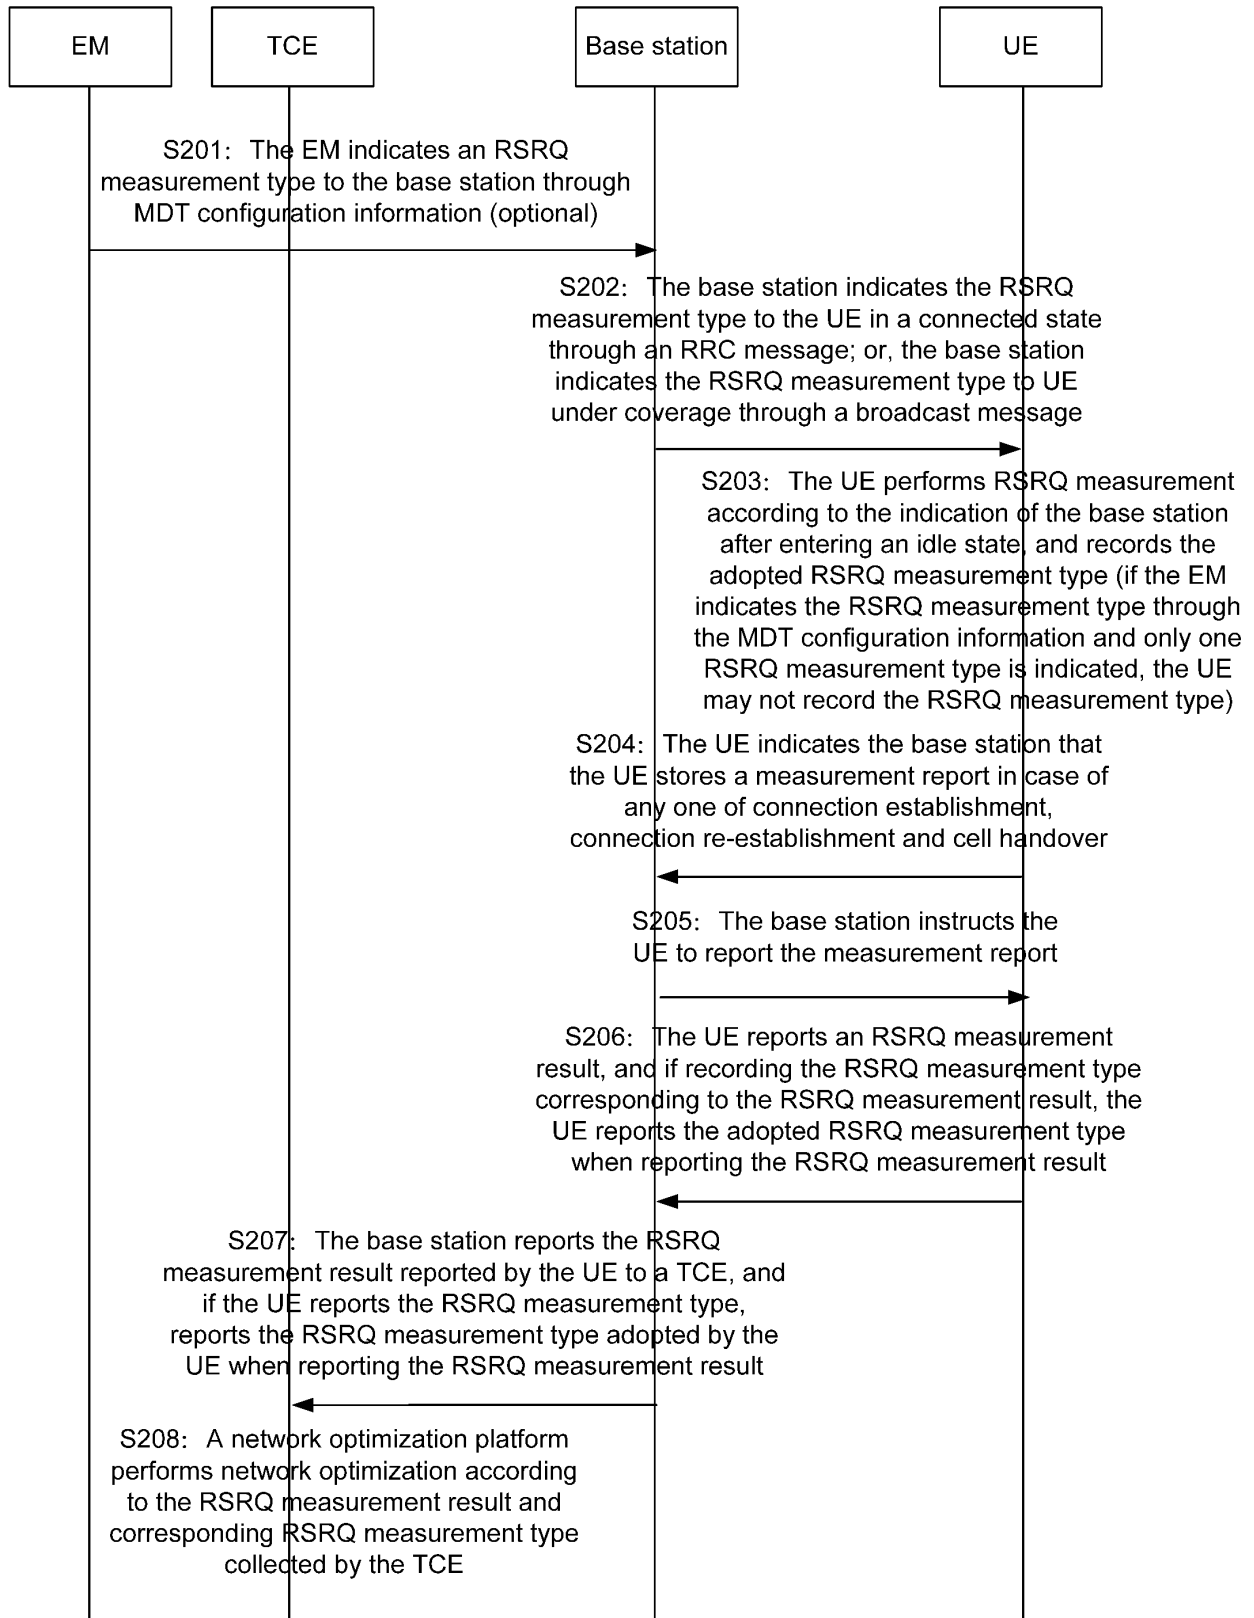 EM
TCE
Base station
UE
S201: The EM indicates an RSRQ
measurement type to the base station through
MDT configuration information (optional)
S202: The base station indicates the RSRQ
measurement type to the UE in a connected state
through an RRC message; or, the base station
indicates the RSRQ measurement type to UE
under coverage through a broadcast message
S203: The UE performs RSRQ measurement
according to the indication of the base station
after entering an idle state, and records the
adopted RSRQ measurement type (if the EM
indicates the RSRQ measurement type through
the MDT configuration information and only one
RSRQ measurement type is indicated, the UE
may not record the RSRQ measurement type)
S204: The UE indicates the base station that
the UE stores a measurement report in case of
any one of connection establishment,
connection re-establishment and cell handover
S205: The base station instructs the
UE to report the measurement report
S206: The UE reports an RSRQ measurement
result, and if recording the RSRQ measurement type
corresponding to the RSRQ measurement result, the
UE reports the adopted RSRQ measurement type
when reporting the RSRQ measurement result
S207: The base station reports the RSRQ
measurement result reported by the UE to a TCE, and
if the UE reports the RSRQ measurement type,
reports the RSRQ measurement type adopted by the
UE when reporting the RSRQ measurement result
S208: A network optimization platform
performs network optimization according
to the RSRQ measurement result and
corresponding RSRQ measurement type
collected by the TCE